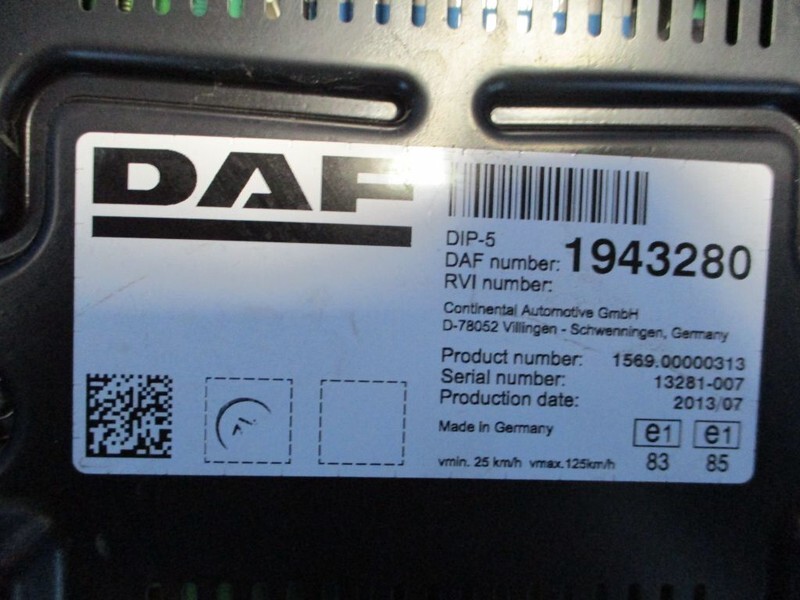 DAF
DIP-5
DAF number: 1943280
RVI number:
Continental Automotive GmbH
D-78052 Villingen - Schwenningen, Germany
Product number: 1569.00000313
Serial number: 13281-007
Production date: 2013/07
Made in Germany
e1 e1
83 85
vmin. 25 km/h vmax.125km/h